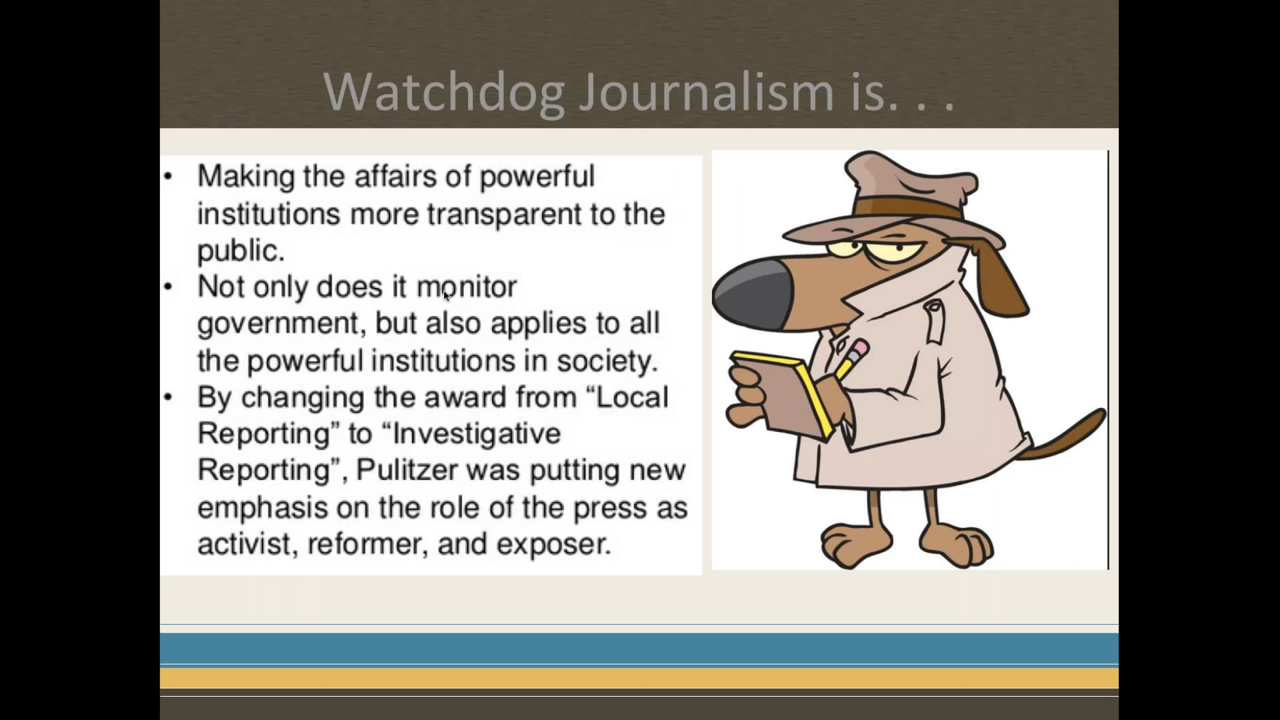 Watchdog Journalism is. . .
• Making the affairs of powerful
institutions more transparent to the
public.
• Not only does it monitor
government, but also applies to all
the powerful institutions in society.
• By changing the award from “Local
Reporting” to “Investigative
Reporting”, Pulitzer was putting new
emphasis on the role of the press as
activist, reformer, and exposer.